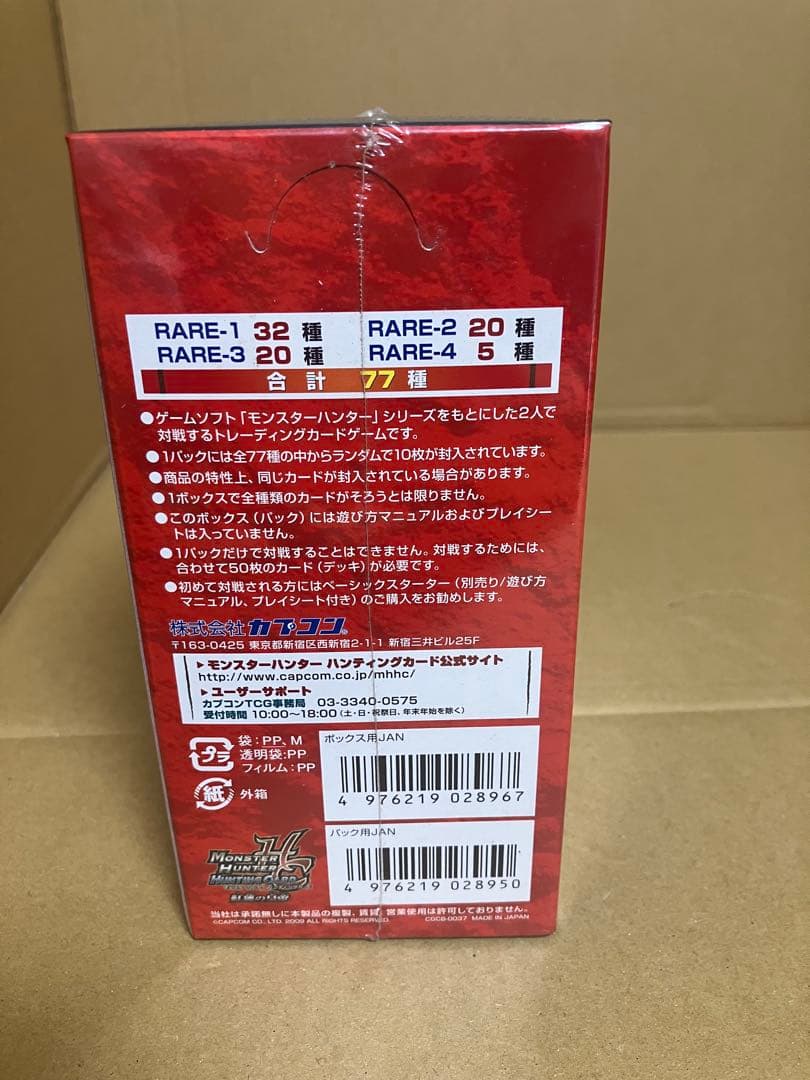 RARE-1 32 種 RARE-2 20 種
RARE-3 20 種 RARE-4 5 種
合計 77 種
●ゲームソフト「モンスターハンター」シリーズをもとにした2人で
対戦するトレーディングカードゲームです。
●1パックには全77種の中からランダムで10枚が封入されています。
●商品の特性上、同じカードが封入されている場合があります。
●1ボックスで全種類のカードがそろうとは限りません。
●このボックス(パック)には遊び方マニュアルおよびプレイシー
トは入っていません。
●1パックだけで対戦することはできません。対戦するためには、
合わせて50枚のカード(デッキ)が必要です。
●初めて対戦される方にはベーシックスターター(別売り/遊び方
マニュアル、プレイシート付き)のご購入をお勧めします。
株式会社カプコン®
〒163-0425 東京都新宿区西新宿2-1-1 新宿三井ビル25F
▶モンスターハンター ハンティングカード公式サイト
http://www.capcom.co.jp/mhhc/
▶ユーザーサポート
カプコンTCG事務局 03-3340-0575
受付時間 10:00〜18:00(土・日・祝祭日、年末年始を除く)
プラ
袋:PP、M
透明袋:PP
フィルム:PP
紙 外箱
ボックス用JAN
4 976219 028967
パック用JAN
4 976219 028950
MONSTER
HUNTER
HUNTING CARD
当社は承諾無しに本製品の複製、賃貸、営業使用は許可しておりません。
©CAPCOM CO., LTD. 2009 ALL RIGHTS RESERVED. CGCB-0037 MADE IN JAPAN